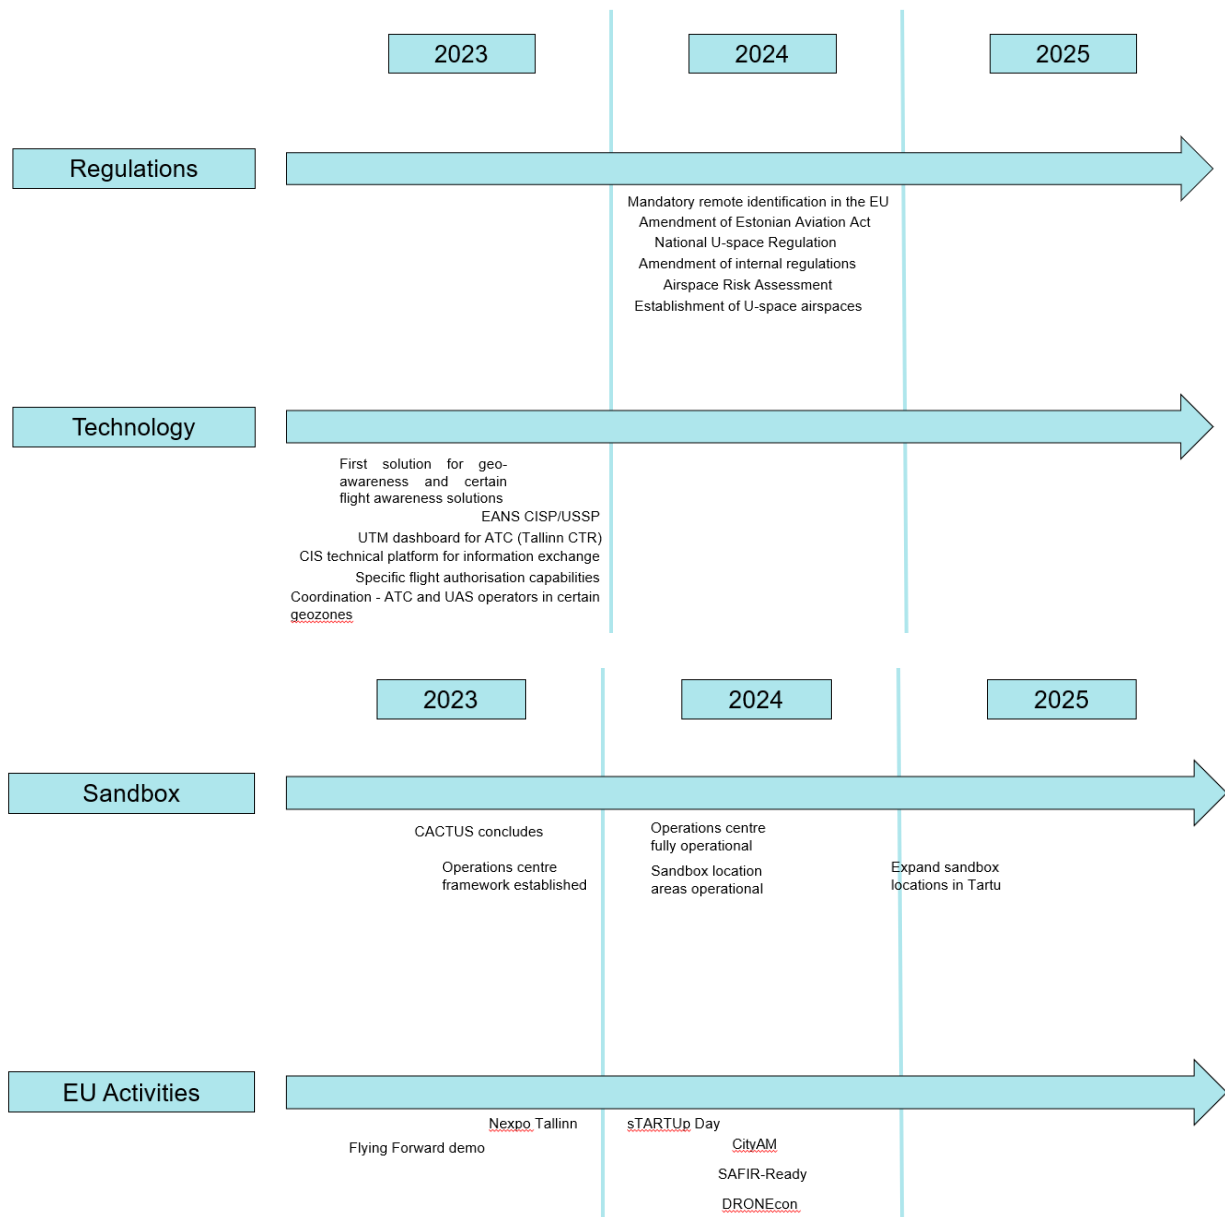 2023
2024
2025
Regulations
Mandatory remote identification in the EU
Amendment of Estonian Aviation Act
National U-space Regulation
Amendment of internal regulations
Airspace Risk Assessment
Establishment of U-space airspaces
Technology
First solution for geo-
awareness and certain
flight awareness solutions
EANS CISP/USSP
UTM dashboard for ATC (Tallinn CTR)
CIS technical platform for information exchange
Specific flight authorisation capabilities
Coordination - ATC and UAS operators in certain
geozones
2023
2024
2025
Sandbox
CACTUS concludes
Operations centre
framework established
Operations centre
fully operational
Sandbox location
areas operational
Expand sandbox
locations in Tartu
EU Activities
Nexpo Tallinn
Flying Forward demo
sTARTUp Day
CityAM
SAFIR-Ready
DRONEcon